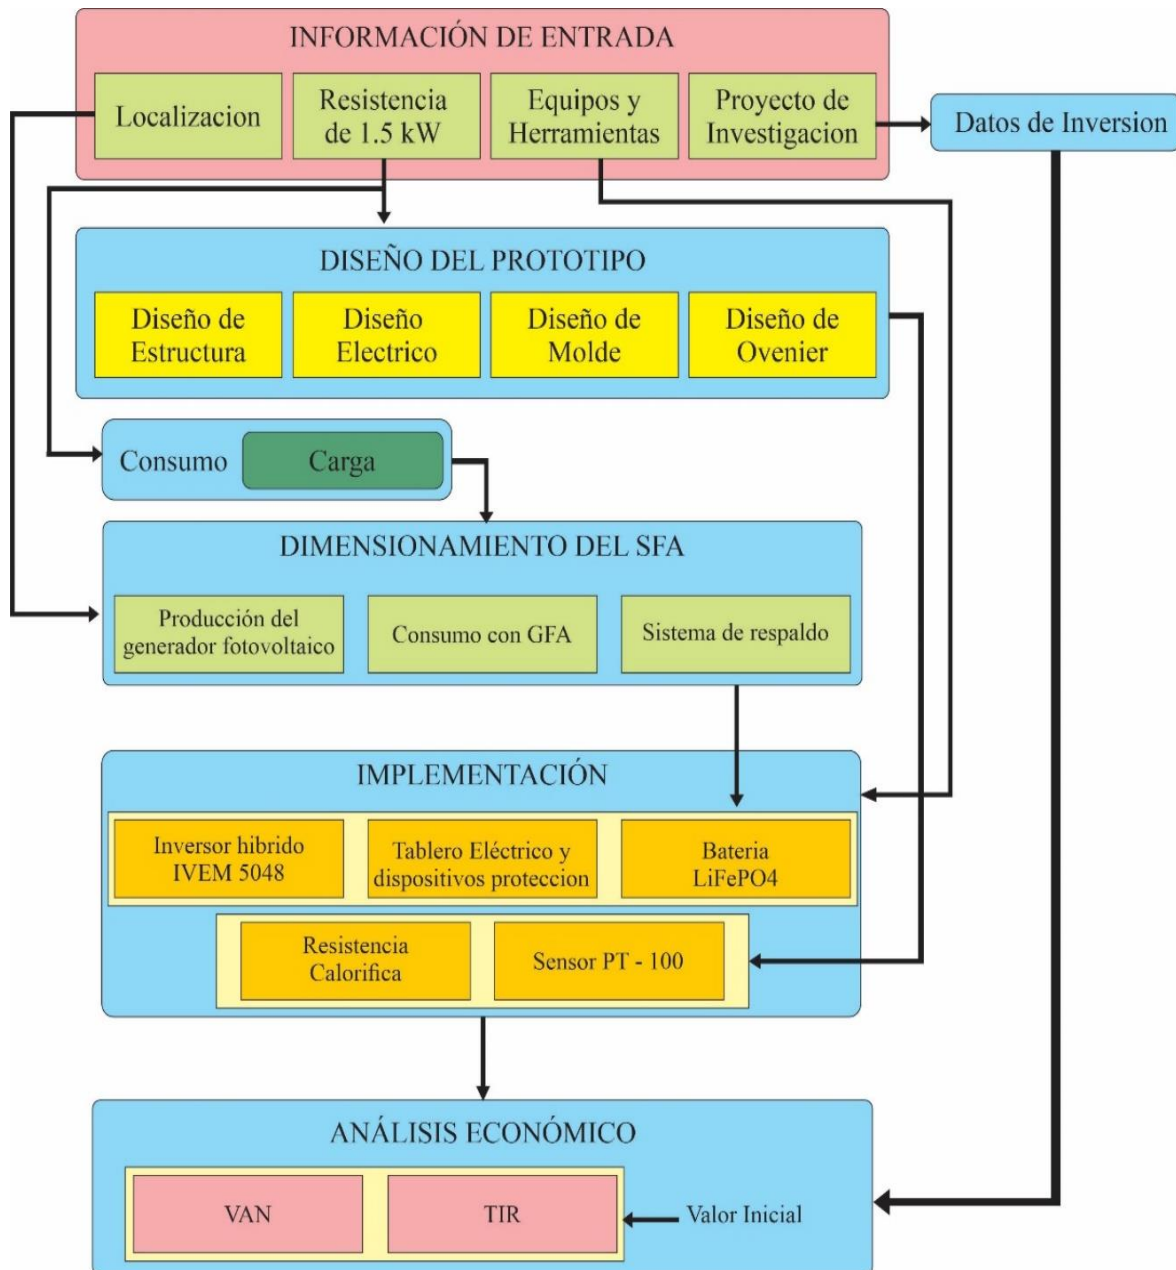 INFORMACIÓN DE ENTRADA
Localizacion
Resistencia
de 1.5 kW
Equipos y
Herramientas
Proyecto de
Investigacion
Datos de Inversion
DISEÑO DEL PROTOTIPO
Diseño de
Estructura
Diseño
Electrico
Diseño de
Molde
Diseño de
Ovenier
Consumo
Carga
DIMENSIONAMIENTO DEL SFA
Producción del
generador fotovoltaico
Consumo con GFA
Sistema de respaldo
IMPLEMENTACIÓN
Inversor hibrido
IVEM 5048
Tablero Eléctrico y
dispositivos proteccion
Bateria
LiFePO4
Resistencia
Calorifica
Sensor PT - 100
ANÁLISIS ECONÓMICO
VAN
TIR
Valor Inicial